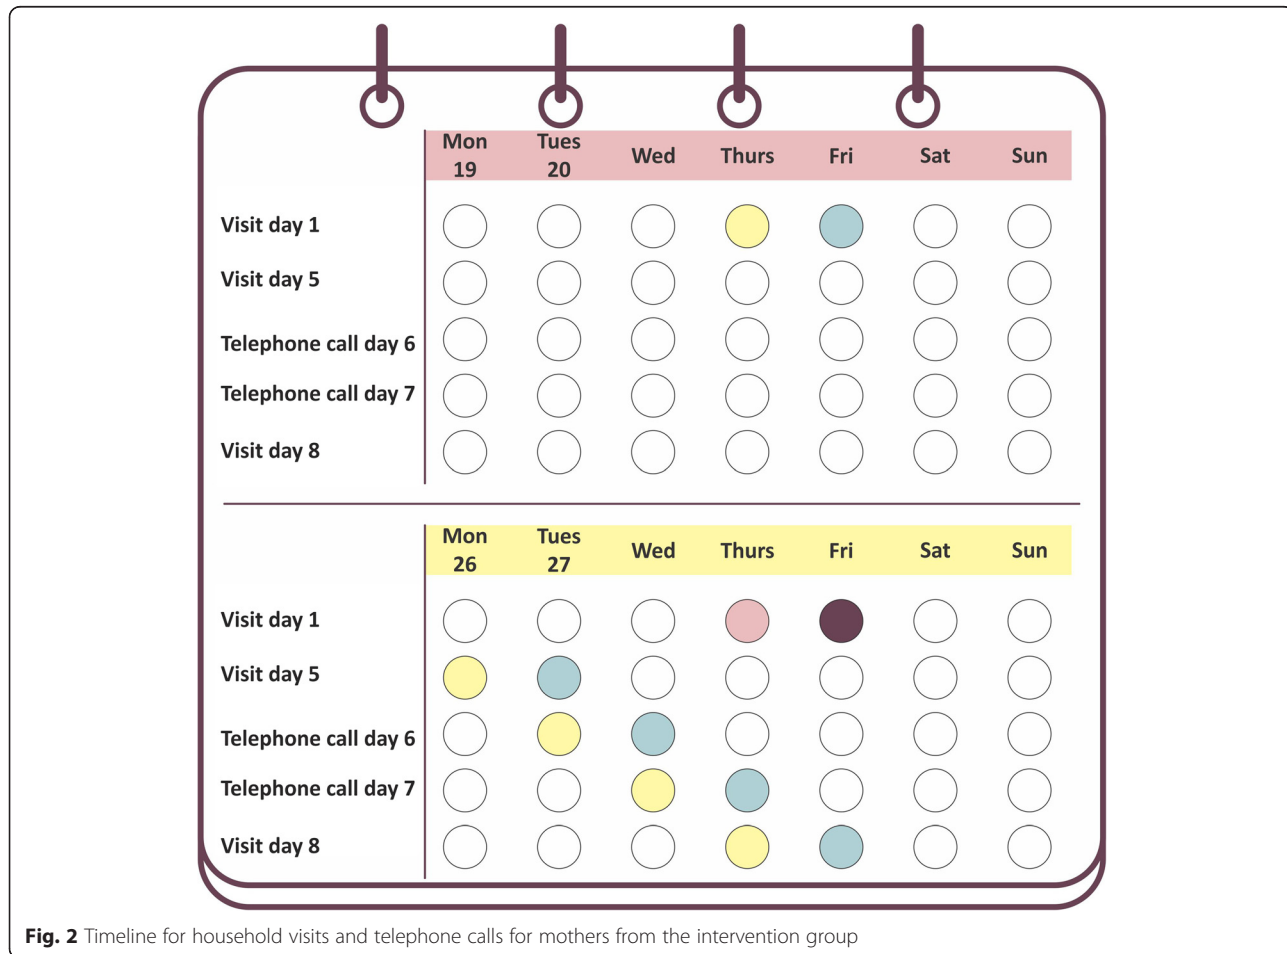 Mon Tues Wed Thurs Fri Sat Sun
19 20
Visit day 1
Visit day 5
Telephone call day 6
Telephone call day 7
Visit day 8
Mon Tues Wed Thurs Fri Sat Sun
26 27
Visit day 1
Visit day 5
Telephone call day 6
Telephone call day 7
Visit day 8
Fig. 2 Timeline for household visits and telephone calls for mothers from the intervention group